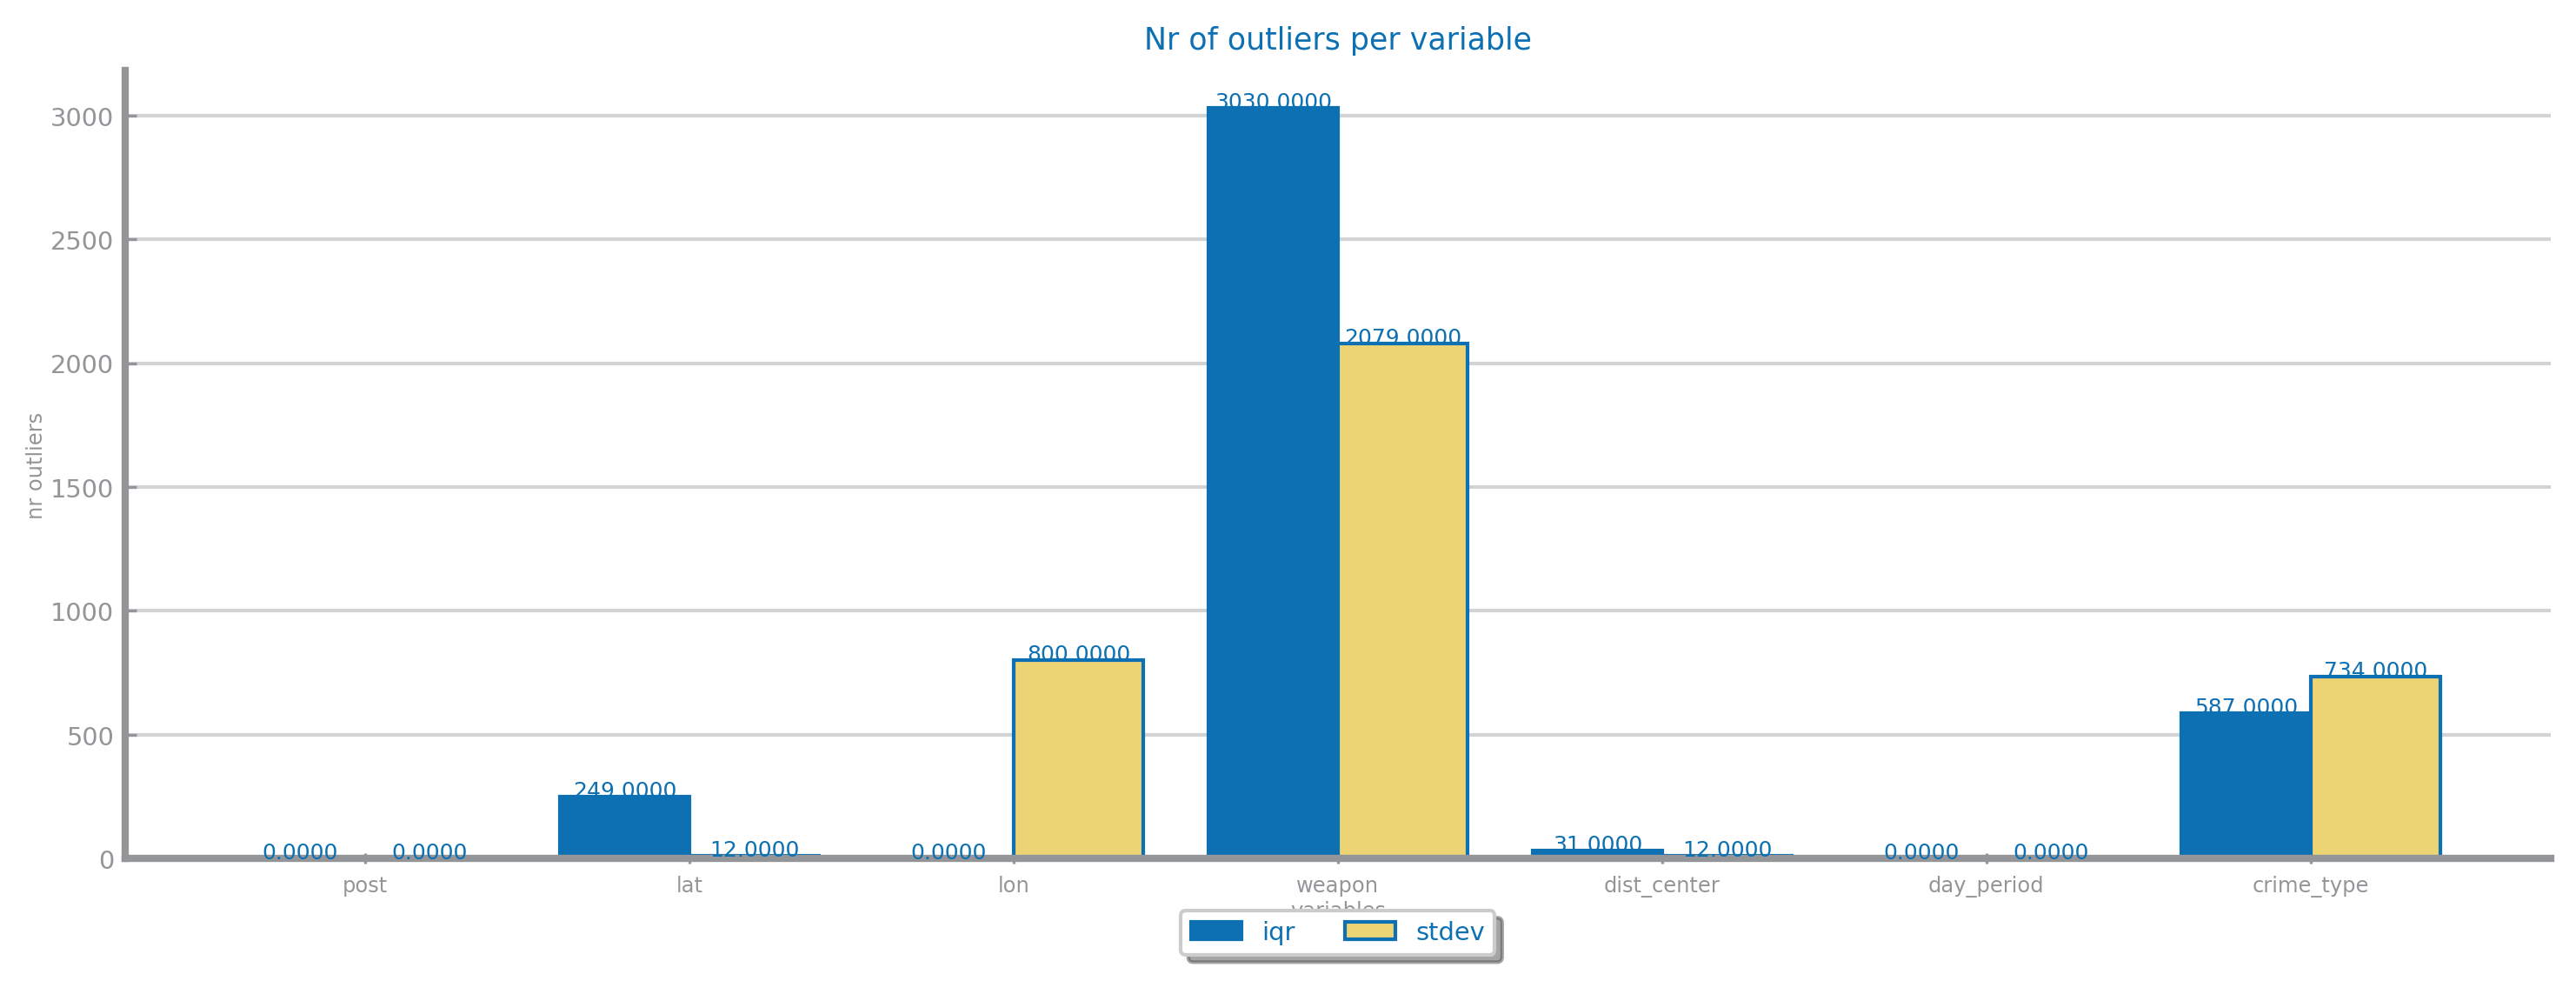 Nr of outliers per variable
3000
2500
2000
1500
1000
500
0
nr outliers
0.0000 0.0000 249.0000 12.0000 0.0000 800.0000 3030.0000 2079.0000 31.0000 12.0000 0.0000 0.0000 587.0000 734.0000
post lat lon weapon dist_center day_period crime_type
variables
iqr stdev